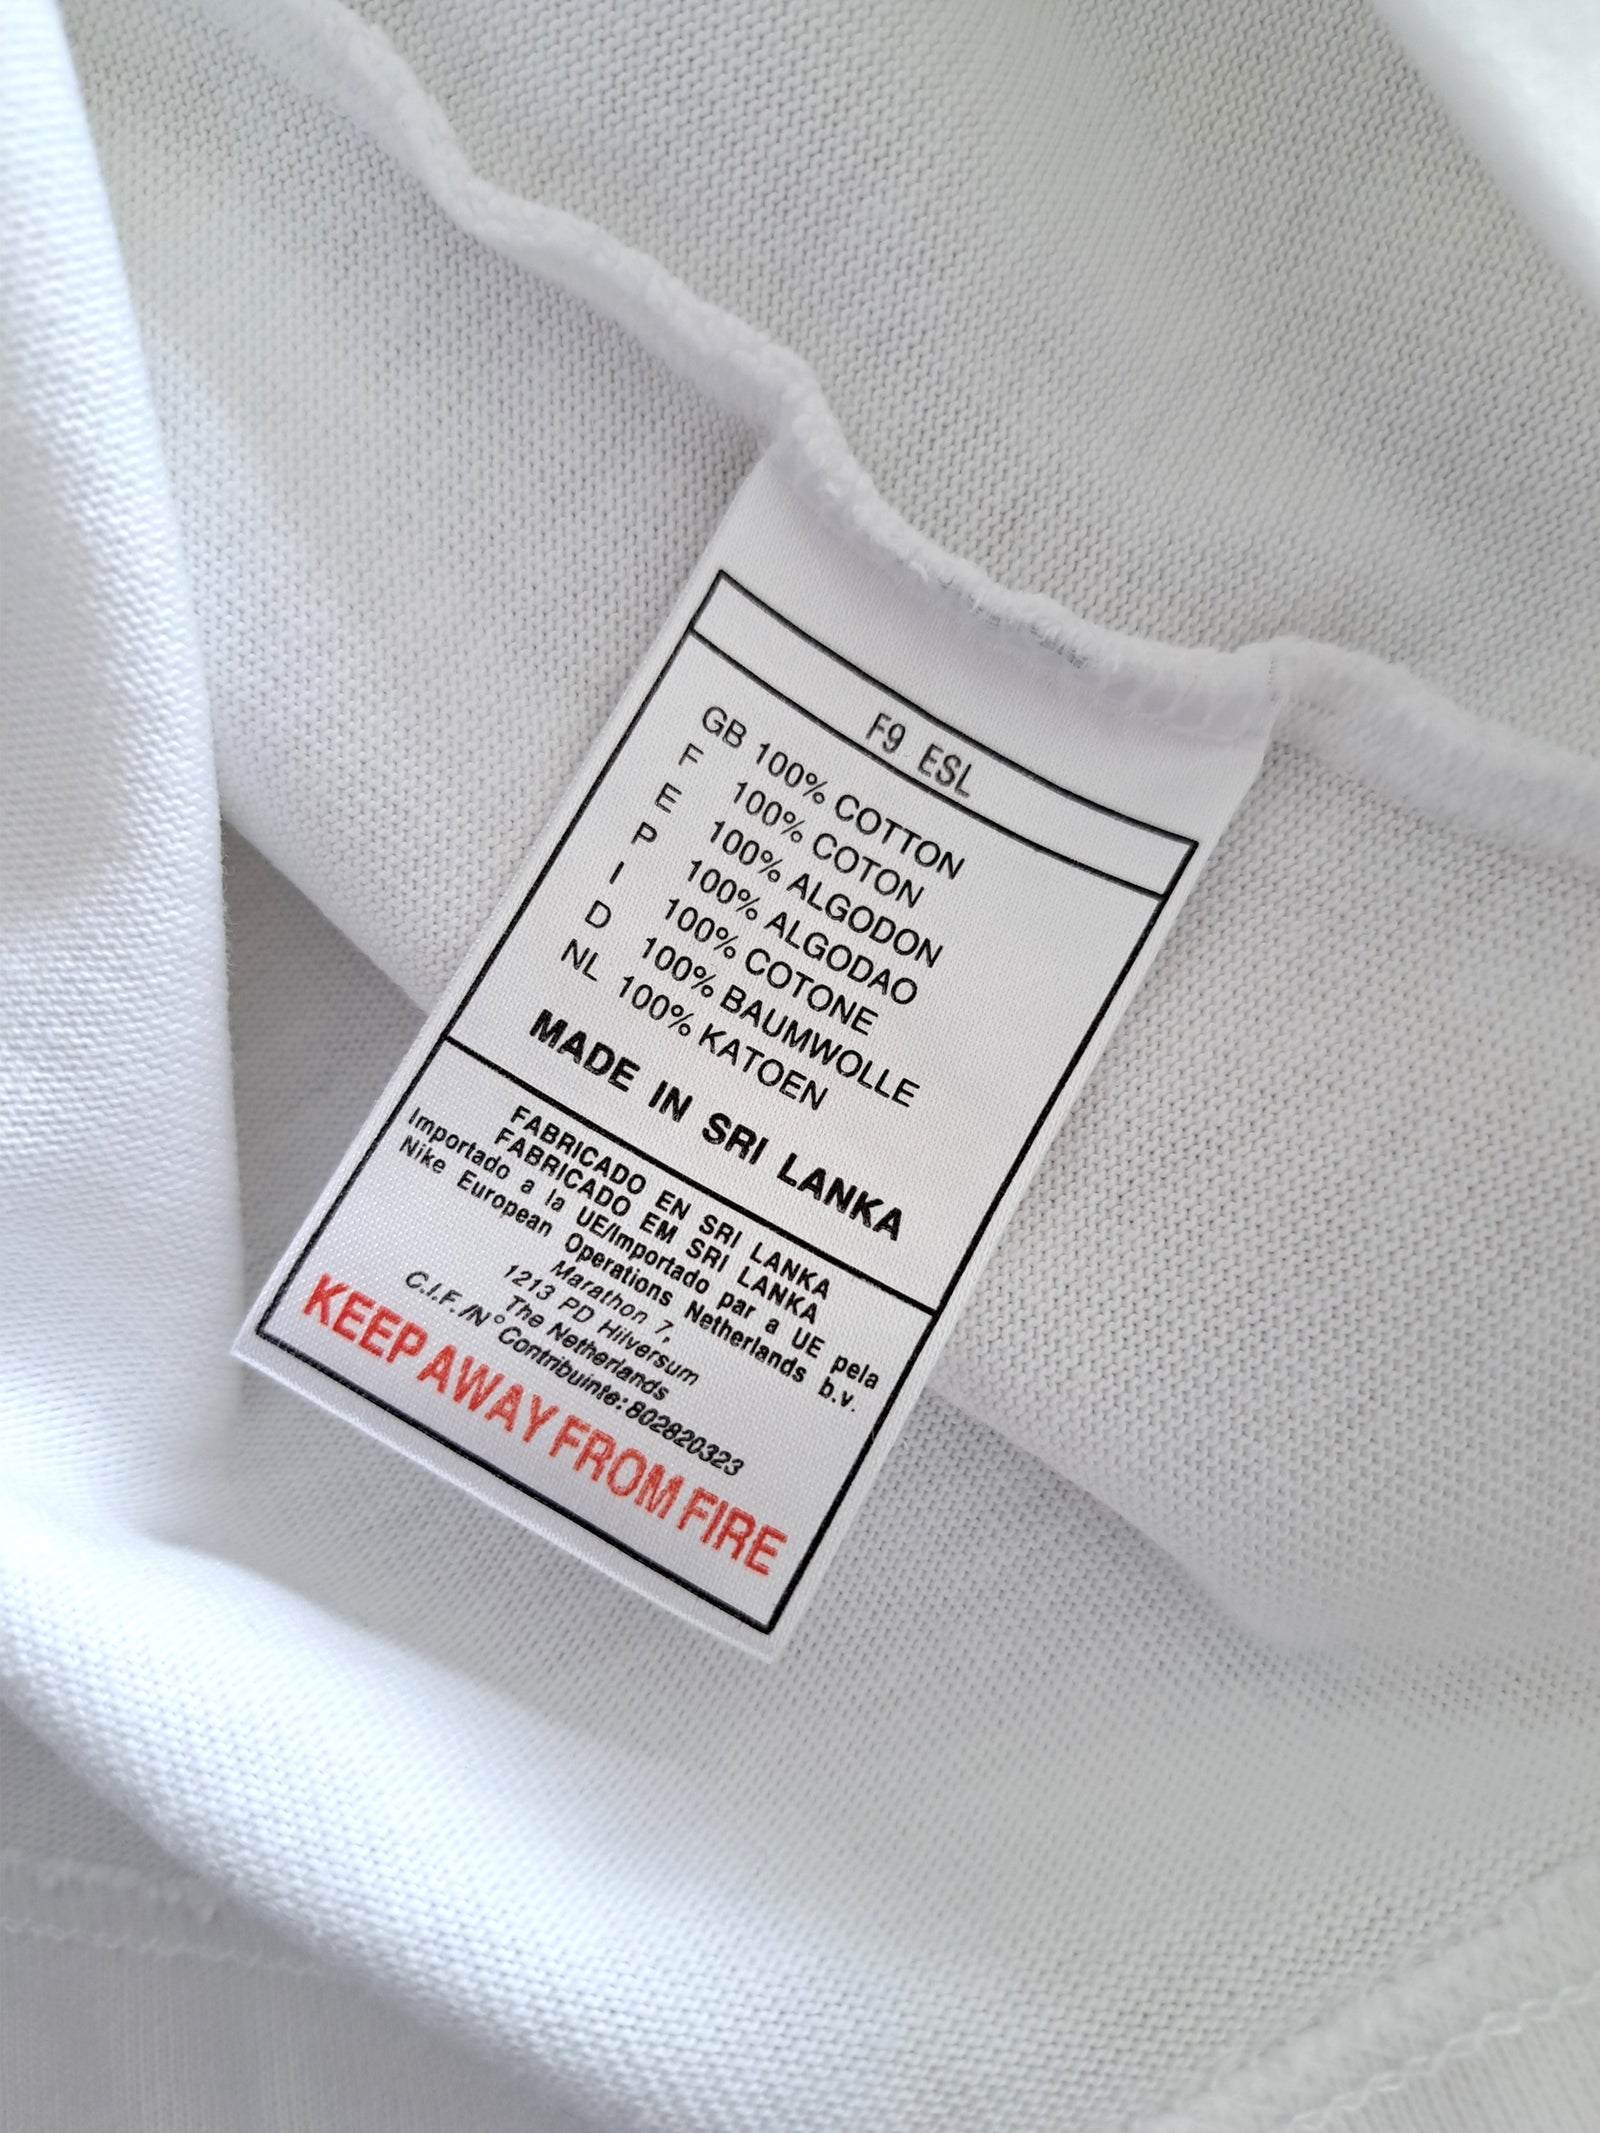 F9 ESL
GB 100% COTTON
F 100% COTON
E 100% ALGODON
P 100% ALGODAO
I 100% COTONE
D 100% BAUMWOLLE
NL 100% KATOEN
MADE IN SRI LANKA
FABRICADO EN SRI LANKA
FABRICADO EM SRI LANKA
Importado a la UE/Importado par a UE pela
Nike European Operations Netherlands b.v.
Marathon 7,
1213 PD Hilversum
The Netherlands
C.I.F./N° Contribuinte: 802820323
KEEP AWAY FROM FIRE